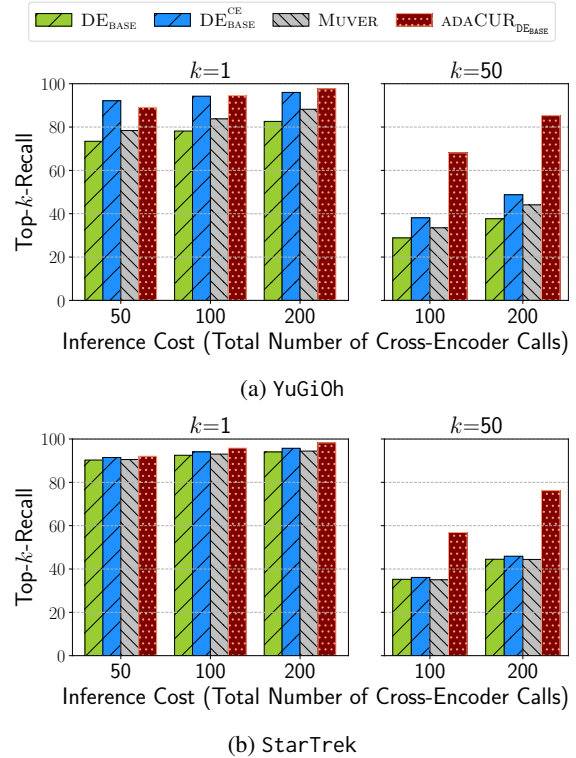 DE_BASE DE^CE_BASE MUVER ADACUR_DE_BASE
k=1 k=50
Top-k-Recall
100
80
60
40
20
0
50 100 200 100 200
Inference Cost (Total Number of Cross-Encoder Calls)
(a) YuGiOh
k=1 k=50
Top-k-Recall
100
80
60
40
20
0
50 100 200 100 200
Inference Cost (Total Number of Cross-Encoder Calls)
(b) StarTrek